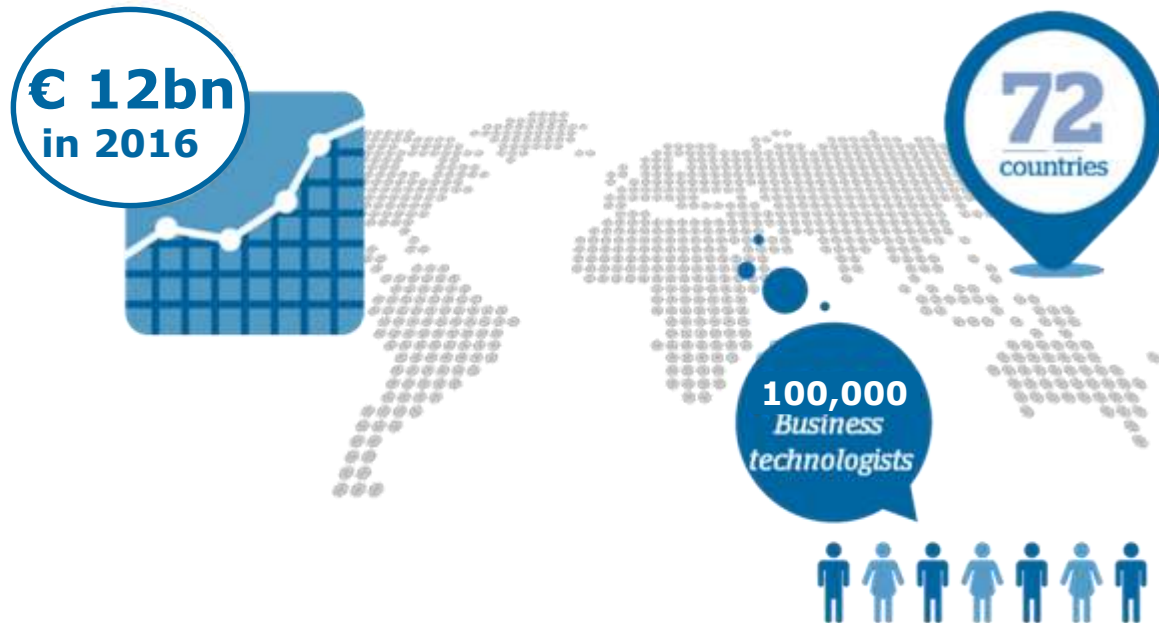 € 12bn
in 2016
72
countries
100,000
Business
technologists